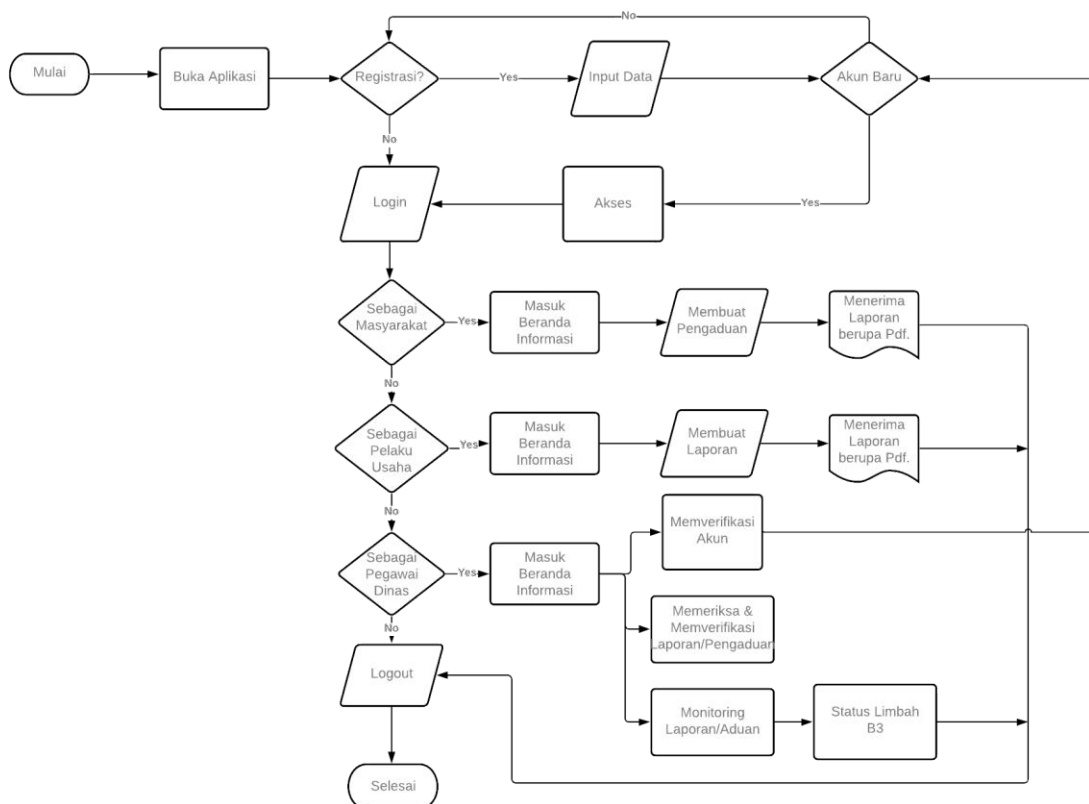 No
Mulai
Buka Aplikasi
Registrasi?
Yes
Input Data
Akun Baru
No
Login
Akses
Yes
Sebagai
Masyarakat
Yes
Masuk
Beranda
Informasi
Membuat
Pengaduan
Menerima
Laporan
berupa Pdf.
No
Sebagai
Pelaku
Usaha
Yes
Masuk
Beranda
Informasi
Membuat
Laporan
Menerima
Laporan
berupa Pdf.
No
Sebagai
Pegawai
Dinas
Yes
Masuk
Beranda
Informasi
Memverifikasi
Akun
Memeriksa &
Memverifikasi
Laporan/Pengaduan
No
Logout
Monitoring
Laporan/Aduan
Status Limbah
B3
Selesai